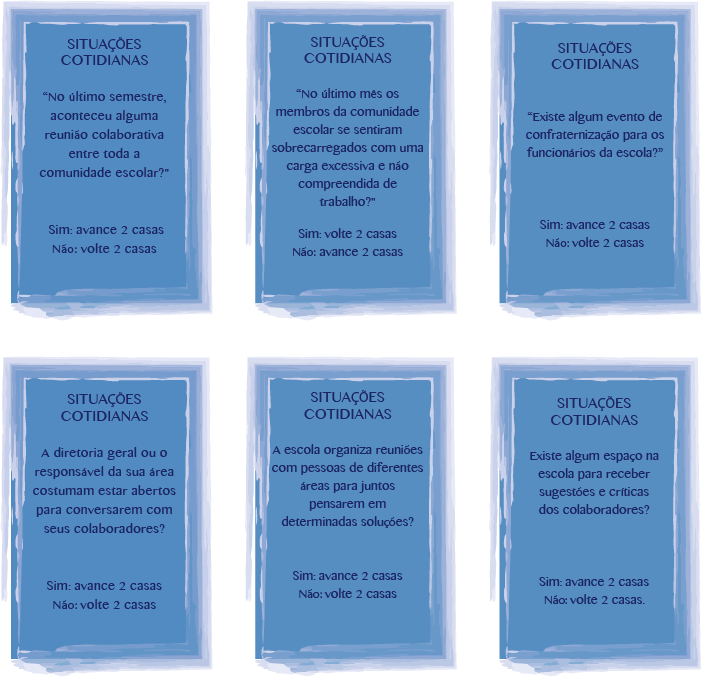 SITUAÇÕES
COTIDIANAS
“No último semestre,
aconteceu alguma
reunião colaborativa
entre toda a
comunidade escolar?"
Sim: avance 2 casas
Não: volte 2 casas
SITUAÇÕES
COTIDIANAS
“No último mês os
membros da comunidade
escolar se sentiram
sobrecarregados com uma
carga excessiva e não
compreendida de
trabalho?"
Sim: volte 2 casas
Não: avance 2 casas
SITUAÇÕES
COTIDIANAS
“Existe algum evento de
confraternização para os
funcionários da escola?”
Sim: avance 2 casas
Não: volte 2 casas
SITUAÇÕES
COTIDIANAS
A diretoria geral ou o
responsável da sua área
costumam estar abertos
para conversarem com
seus colaboradores?
Sim: avance 2 casas
Não: volte 2 casas
SITUAÇÕES
COTIDIANAS
A escola organiza reuniões
com pessoas de diferentes
áreas para juntos
pensarem em
determinadas soluções?
Sim: avance 2 casas
Não: volte 2 casas
SITUAÇÕES
COTIDIANAS
Existe algum espaço na
escola para receber
sugestões e críticas
dos colaboradores?
Sim: avance 2 casas
Não: volte 2 casas.